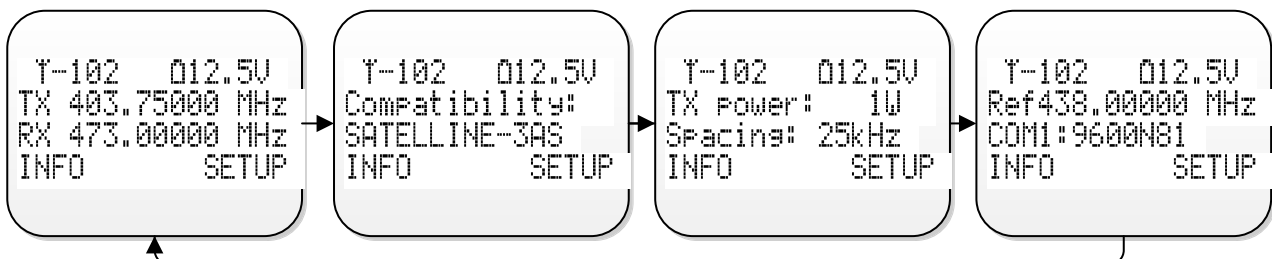 -102 12.5V
TX 403.75000 MHz
RX 473.00000 MHz
INFO SETUP
-102 12.5V
Compatibility:
SATELLINE-3AS
INFO SETUP
-102 12.5V
TX power: 1W
Spacing: 25kHz
INFO SETUP
-102 12.5V
Ref438.00000 MHz
COM1:9600N81
INFO SETUP